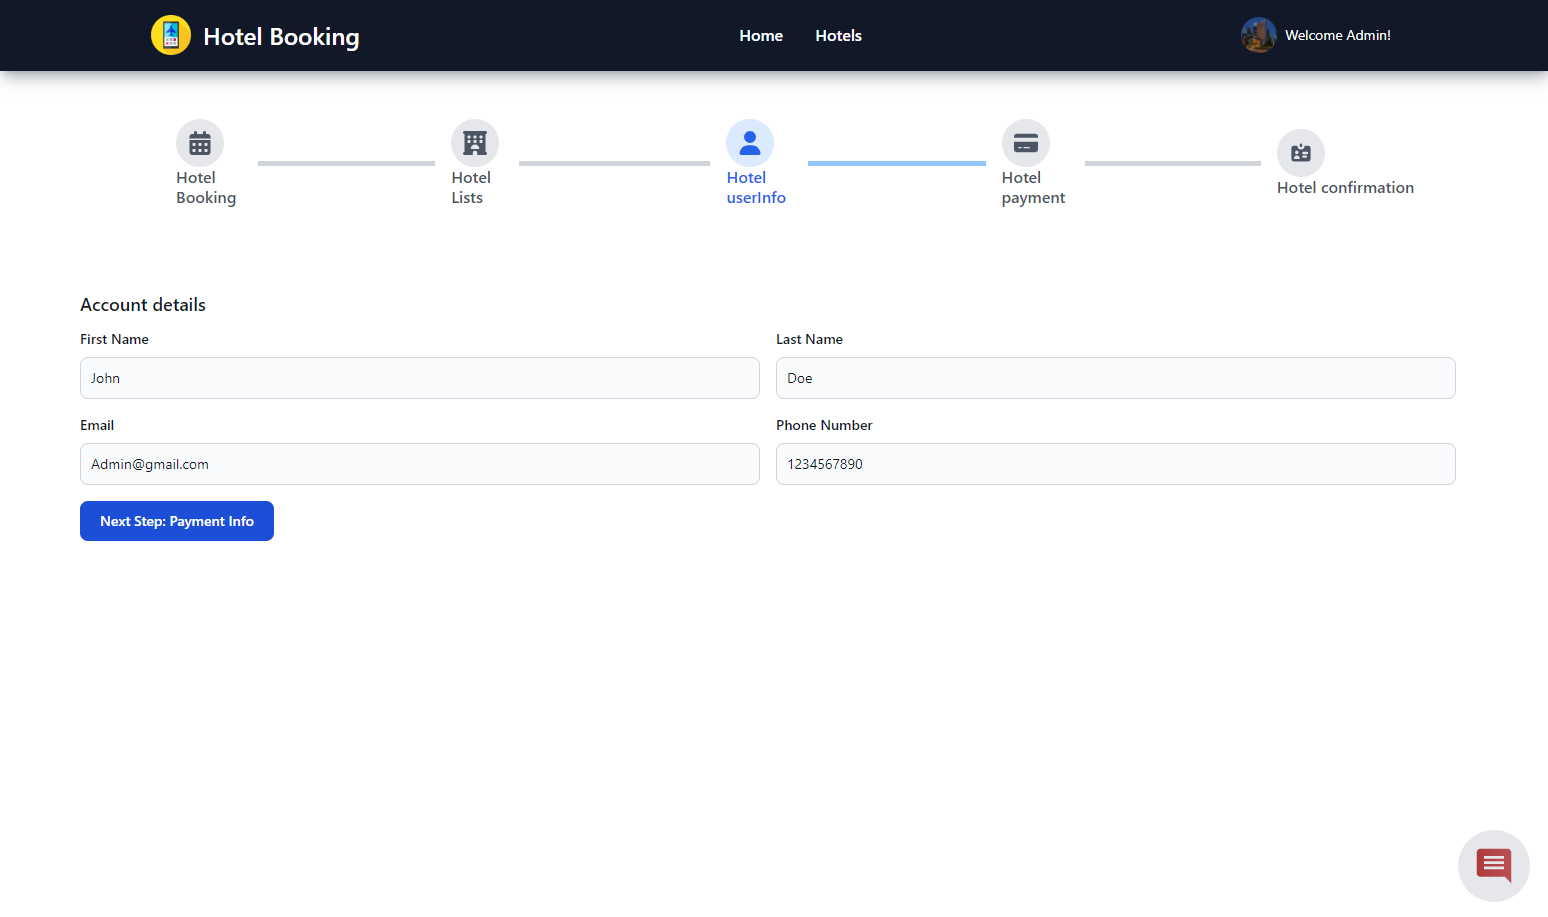 Hotel Booking
Home
Hotels
Welcome Admin!
Hotel
Booking
Hotel
Lists
Hotel
userInfo
Hotel
payment
Hotel confirmation
Account details
First Name
Last Name
John
Doe
Email
Phone Number
Admin@gmail.com
1234567890
Next Step: Payment Info